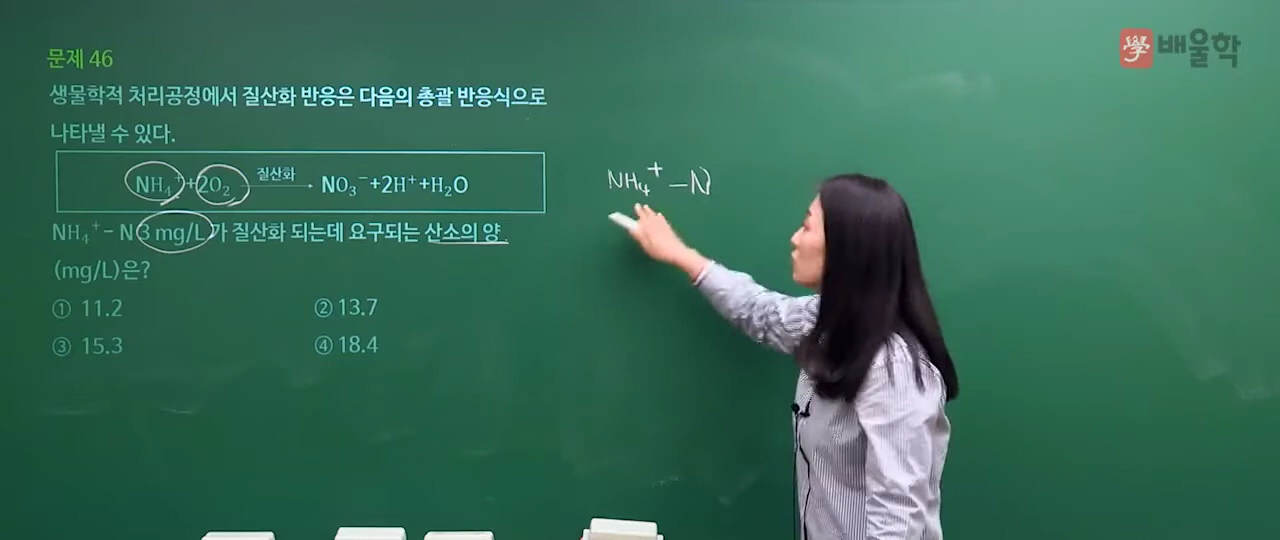 學 배울학
문제 46
생물학적 처리공정에서 질산화 반응은 다음의 총괄 반응식으로
나타낼 수 있다.
NH₄⁺+2O₂ 질산화→ NO₃⁻+2H⁺+H₂O
NH₄⁺–N 3 mg/L가 질산화 되는데 요구되는 산소의 양
(mg/L)은?
① 11.2 ② 13.7
③ 15.3 ④ 18.4
NH₄⁺–N